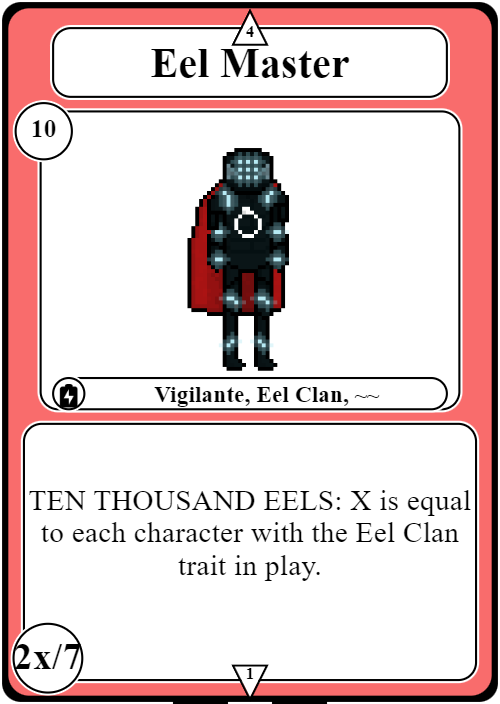 4
Eel Master
10
Vigilante, Eel Clan, ~~
TEN THOUSAND EELS: X is equal
to each character with the Eel Clan
trait in play.
2x/7
1